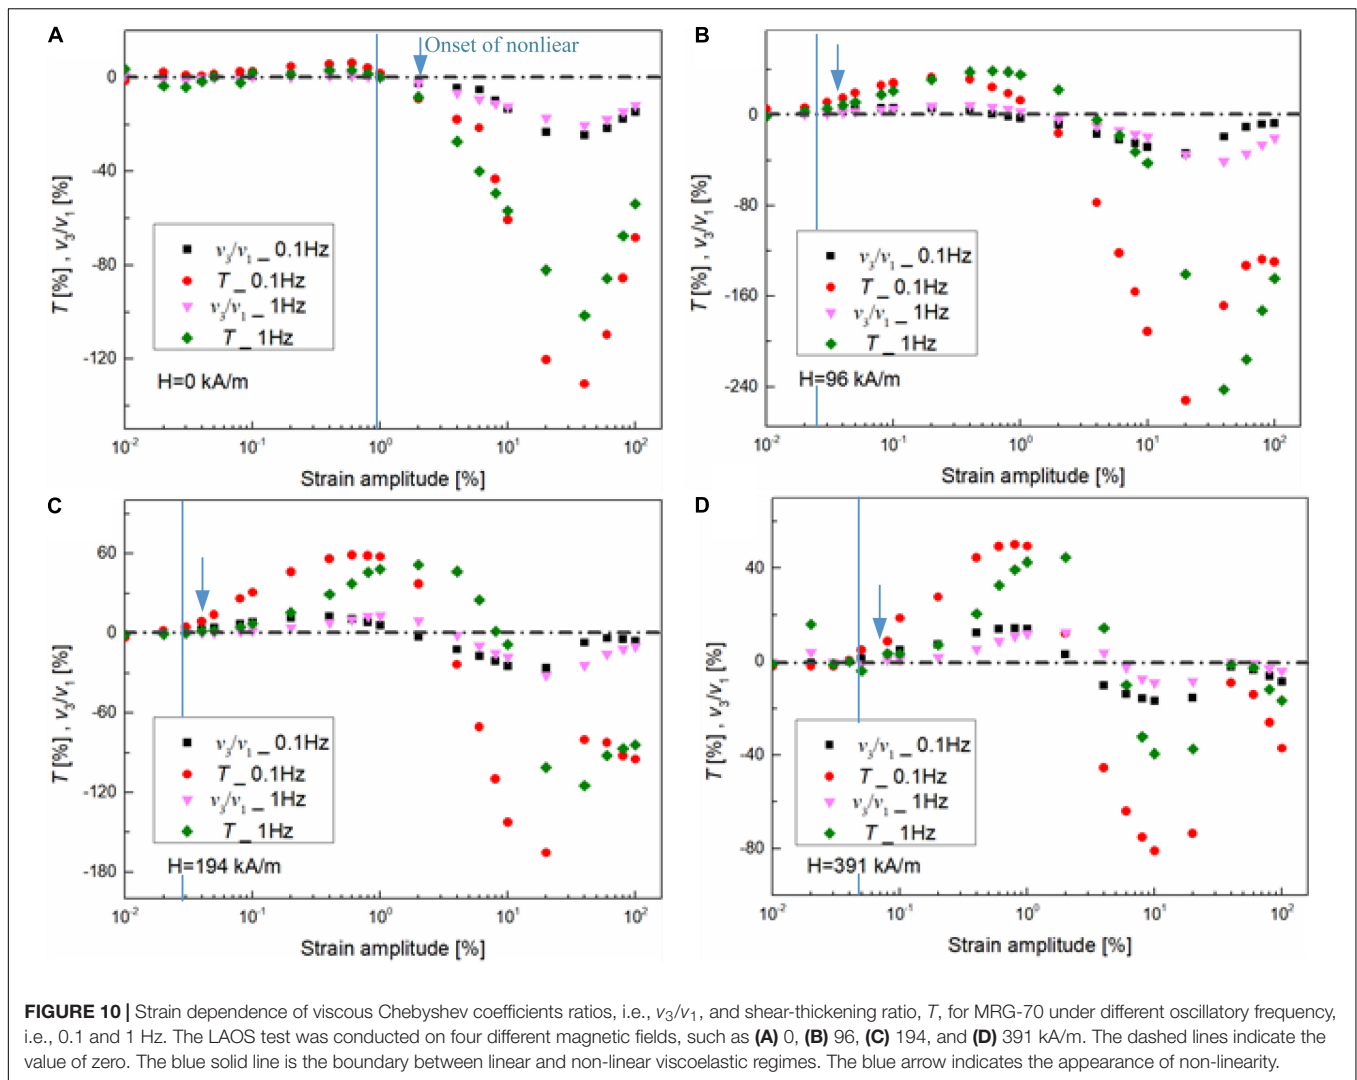 A
Onset of nonliear
0
-40
-80
-120
T [%] , v3/v1 [%]
v3/v1 _ 0.1Hz
T _ 0.1Hz
v3/v1 _ 1Hz
T _ 1Hz
H=0 kA/m
10-2 10-1 100 101 102
Strain amplitude [%]
B
0
-80
-160
-240
T [%] , v3/v1 [%]
v3/v1 _ 0.1Hz
T _ 0.1Hz
v3/v1 _ 1Hz
T _ 1Hz
H=96 kA/m
10-2 10-1 100 101 102
Strain amplitude [%]
C
60
0
-60
-120
-180
T [%] , v3/v1 [%]
v3/v1 _ 0.1Hz
T _ 0.1Hz
v3/v1 _ 1Hz
T _ 1Hz
H=194 kA/m
10-2 10-1 100 101 102
Strain amplitude [%]
D
40
0
-40
-80
T [%] , v3/v1 [%]
v3/v1 _ 0.1Hz
T _ 0.1Hz
v3/v1 _ 1Hz
T _ 1Hz
H=391 kA/m
10-2 10-1 100 101 102
Strain amplitude [%]
FIGURE 10 | Strain dependence of viscous Chebyshev coefficients ratios, i.e., v3/v1, and shear-thickening ratio, T, for MRG-70 under different oscillatory frequency,
i.e., 0.1 and 1 Hz. The LAOS test was conducted on four different magnetic fields, such as (A) 0, (B) 96, (C) 194, and (D) 391 kA/m. The dashed lines indicate the
value of zero. The blue solid line is the boundary between linear and non-linear viscoelastic regimes. The blue arrow indicates the appearance of non-linearity.